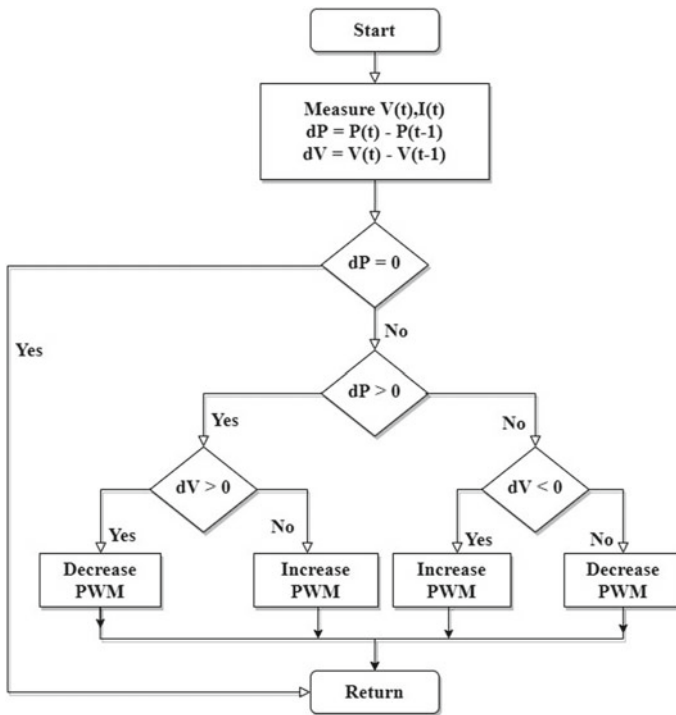 Start
Measure V(t),I(t)
dP = P(t) - P(t-1)
dV = V(t) - V(t-1)
dP = 0
Yes
No
dP > 0
Yes
No
dV > 0
dV < 0
Yes
No
Yes
No
Decrease
PWM
Increase
PWM
Increase
PWM
Decrease
PWM
Return